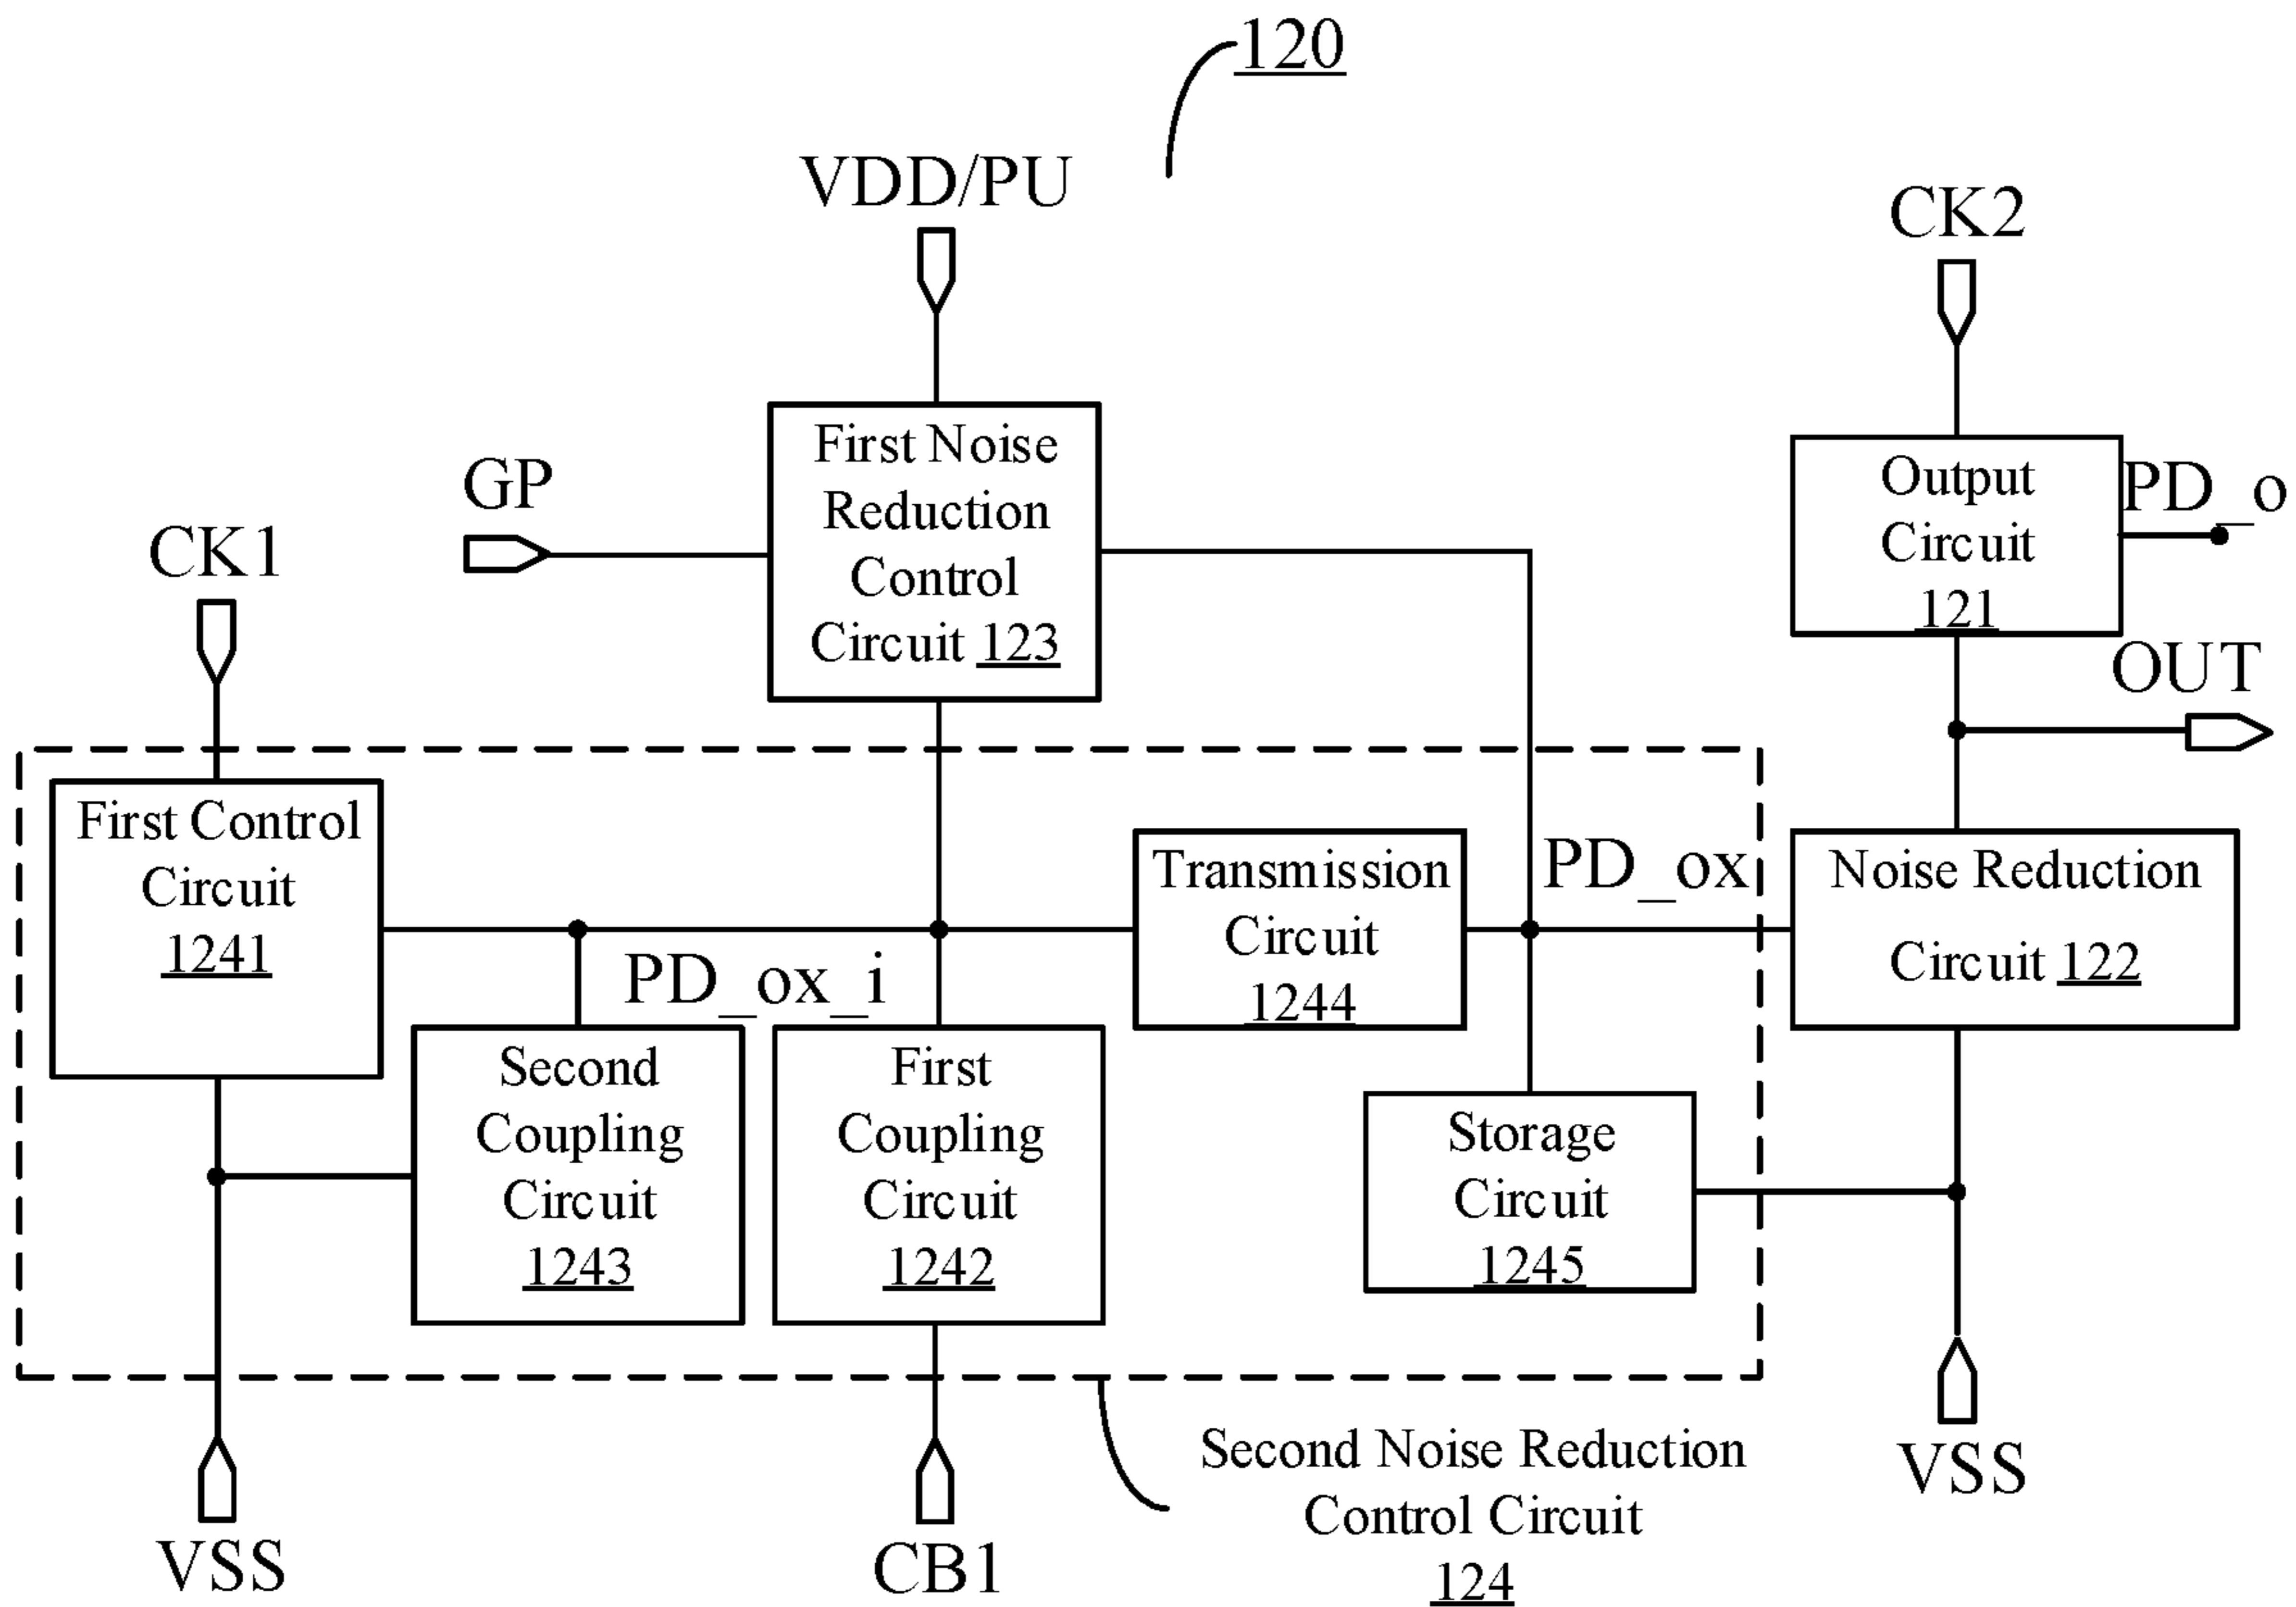 120
VDD/PU
CK2
GP
First Noise
Reduction
Control
Circuit 123
Output
Circuit
121
PD_o
CK1
OUT
First Control
Circuit
1241
Transmission
Circuit
1244
PD_ox
Noise Reduction
Circuit 122
PD_ox_i
Second
Coupling
Circuit
1243
First
Coupling
Circuit
1242
Storage
Circuit
1245
VSS
CB1
Second Noise Reduction
Control Circuit
124
VSS